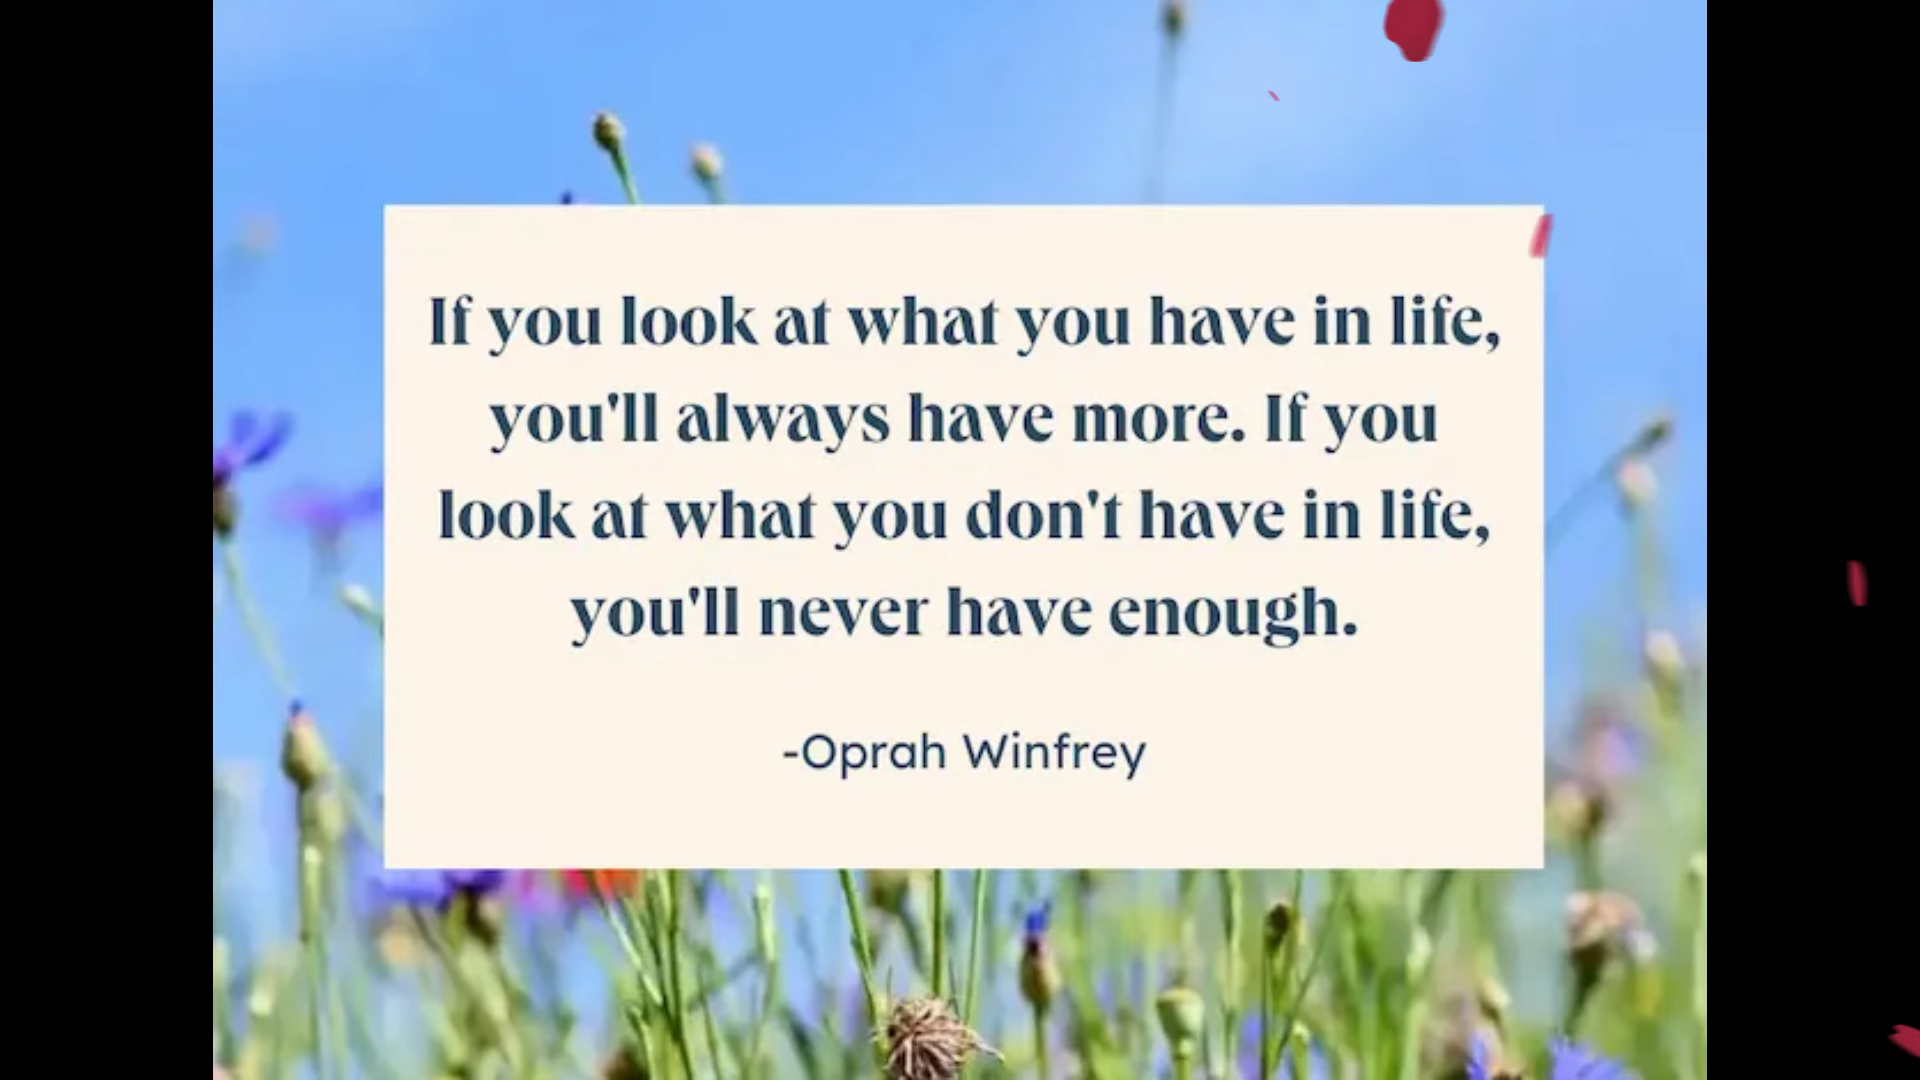 If you look at what you have in life,
you'll always have more. If you
look at what you don't have in life,
you'll never have enough.
-Oprah Winfrey